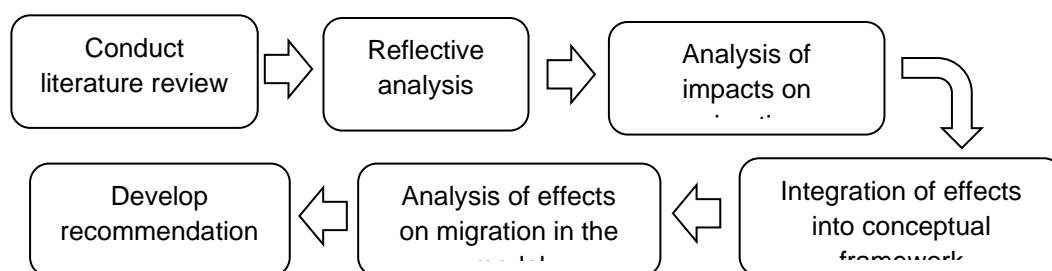 Conduct
literature review
Reflective
analysis
Analysis of
impacts on
Integration of effects
into conceptual
framework
Analysis of effects
on migration in the
Develop
recommendation